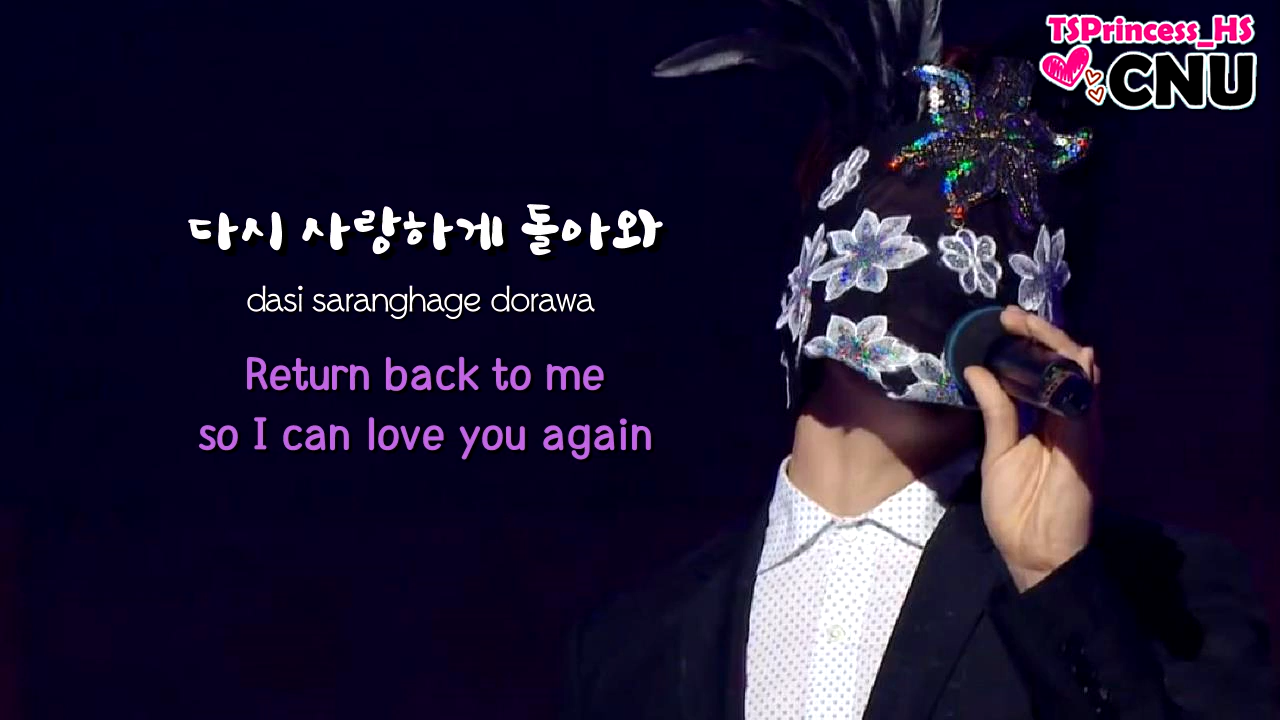 TSPrincess_HS
CNU
다시 사랑하게 돌아와
dasi saranghage dorawa
Return back to me
so I can love you again